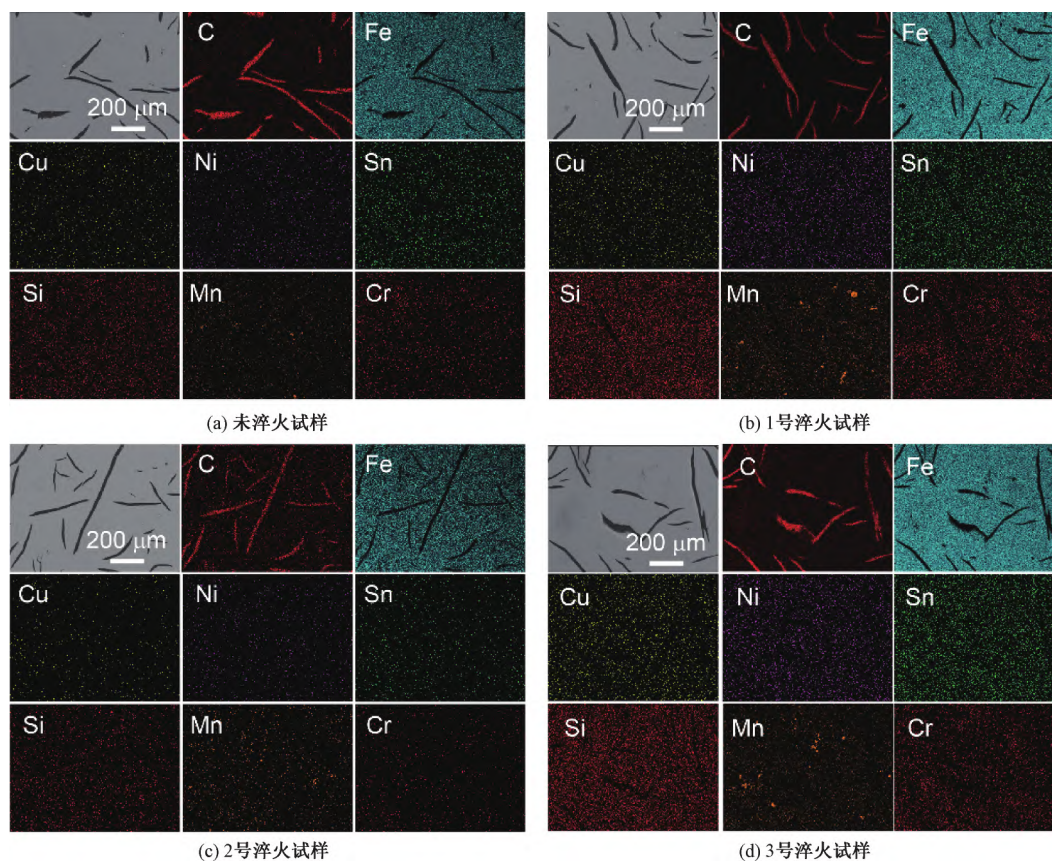 C
Fe
200 μm
Cu
Ni
Sn
Si
Mn
Cr
(a) 未淬火试样
C
Fe
200 μm
Cu
Ni
Sn
Si
Mn
Cr
(b) 1号淬火试样
C
Fe
200 μm
Cu
Ni
Sn
Si
Mn
Cr
(c) 2号淬火试样
C
Fe
200 μm
Cu
Ni
Sn
Si
Mn
Cr
(d) 3号淬火试样